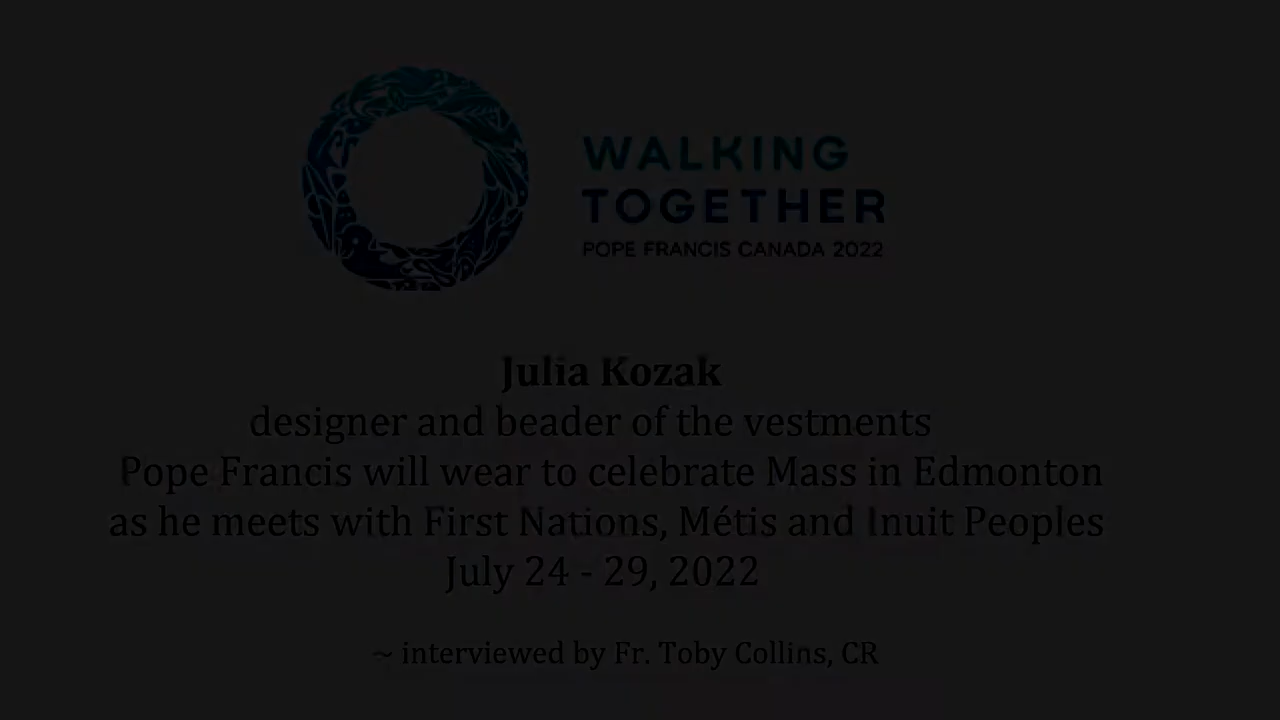 WALKING
TOGETHER
POPE FRANCIS CANADA 2022
Julia Kozak
designer and beader of the vestments
Pope Francis will wear to celebrate Mass in Edmonton
as he meets with First Nations, Métis and Inuit Peoples
July 24 - 29, 2022
~ interviewed by Fr. Toby Collins, CR